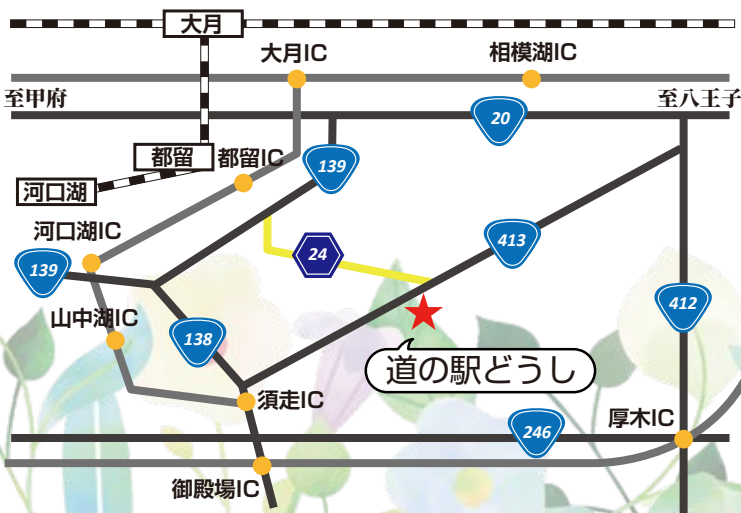 大月
大月IC
相模湖IC
至甲府
至八王子
20
都留
都留IC
139
河口湖
河口湖IC
413
24
139
412
山中湖IC
138
道の駅どうし
須走IC
厚木IC
246
御殿場IC